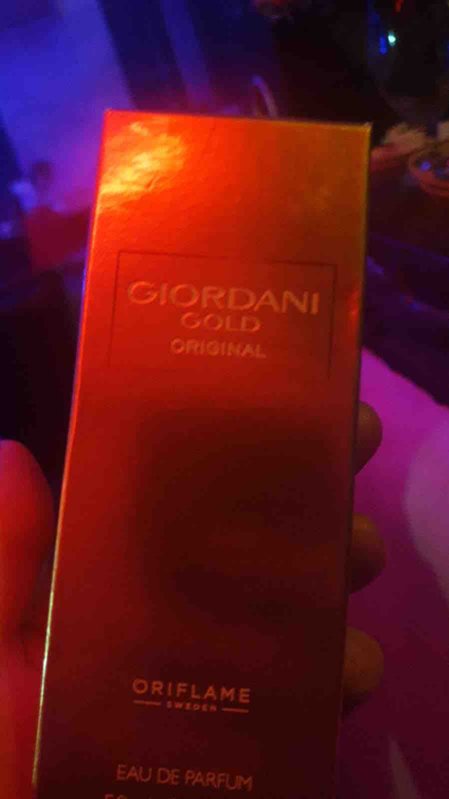 GIORDANI
GOLD
ORIGINAL
ORIFLAME
SWEDEN
EAU DE PARFUM